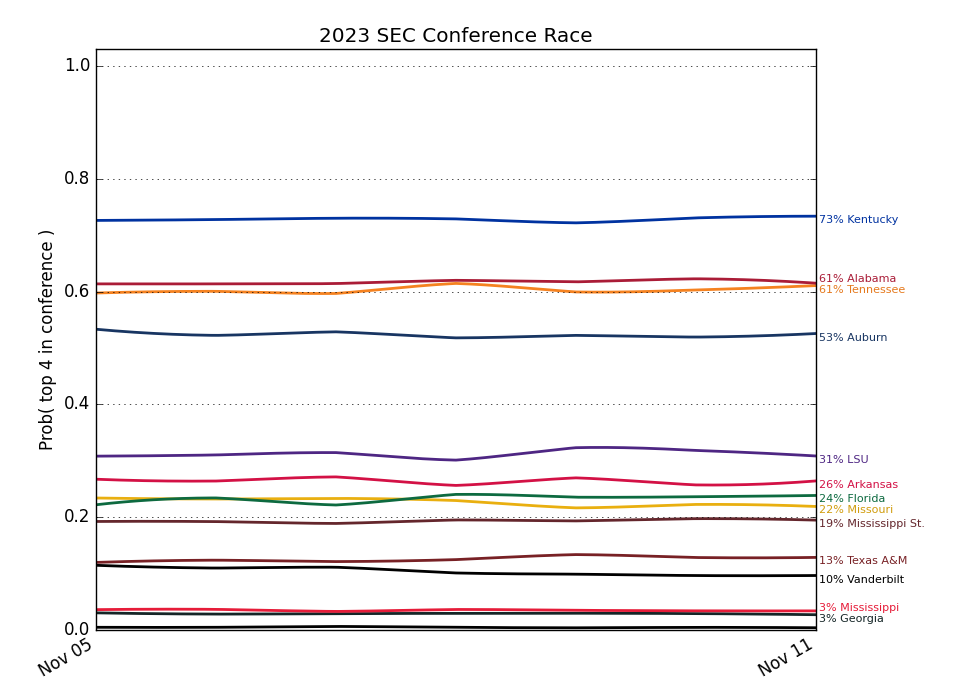 2023 SEC Conference Race
1.0
0.8
0.6
0.4
0.2
0.0
Prob( top 4 in conference )
Nov 05
Nov 11
73% Kentucky
61% Alabama
61% Tennessee
53% Auburn
31% LSU
26% Arkansas
24% Florida
22% Missouri
19% Mississippi St.
13% Texas A&M
10% Vanderbilt
3% Mississippi
3% Georgia